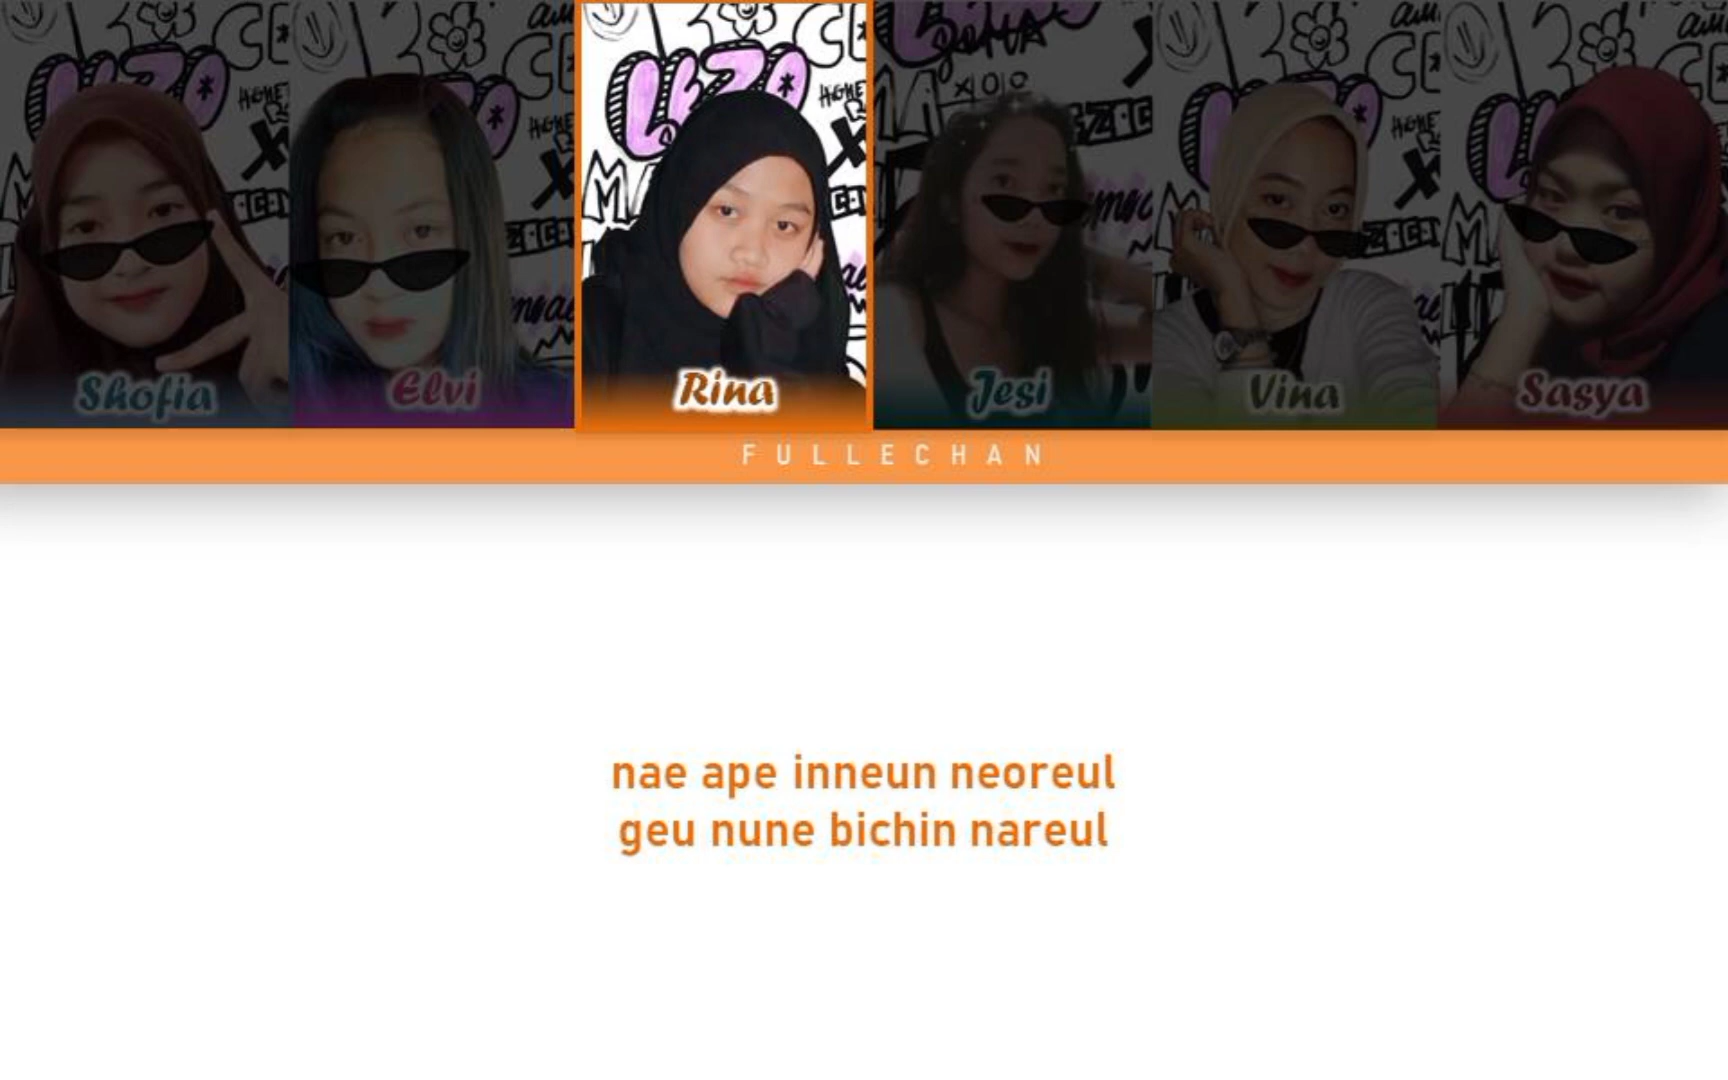 Shofia
Elvi
Rina
Jesi
Vina
Sasya
FULLECHAN
nae ape inneun neoreul
geu nune bichin nareul